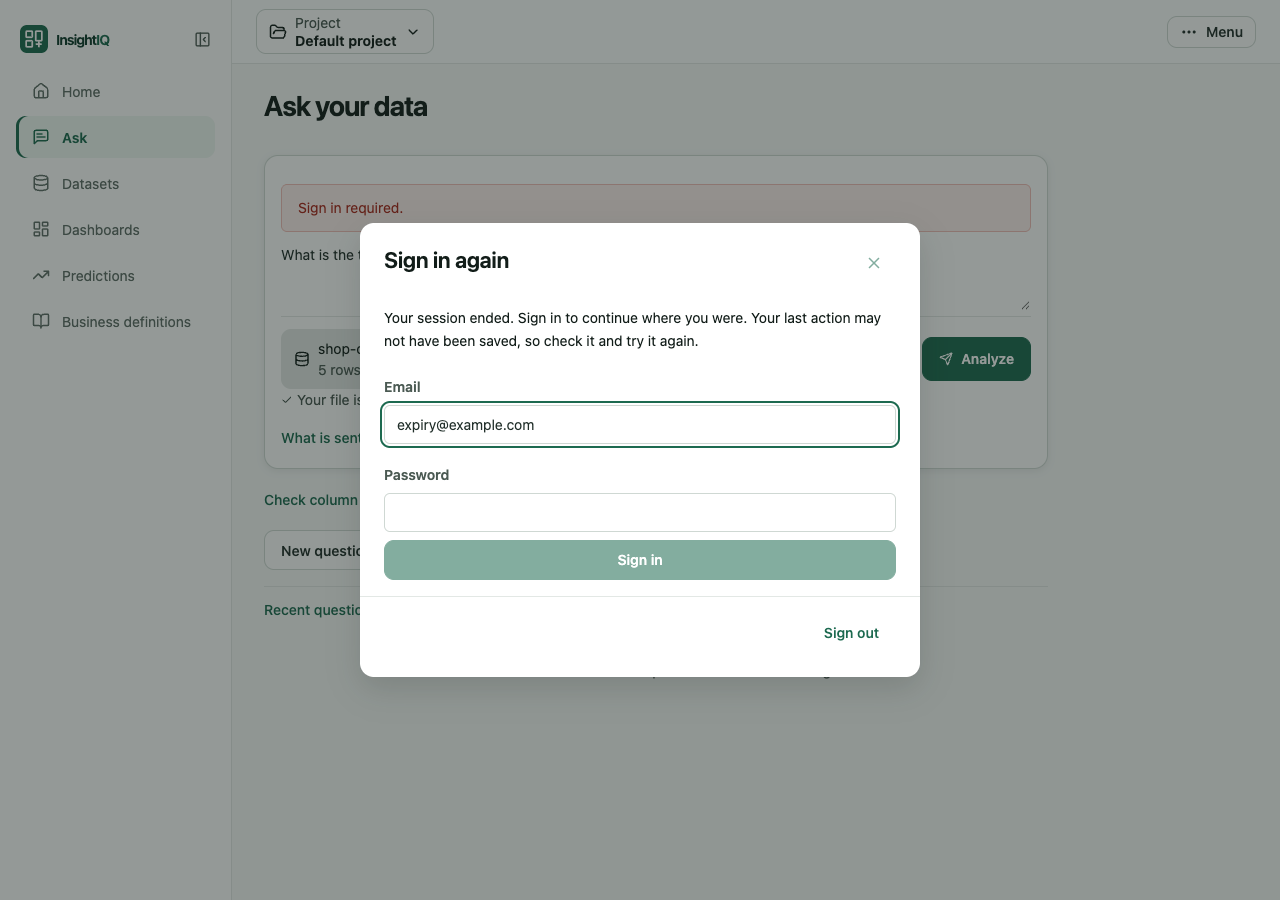 InsightIQ
Project
Default project
Menu
Home
Ask
Datasets
Dashboards
Predictions
Business definitions
Ask your data
Sign in required.
What is the
5 rows
Your file is
Analyze
What is sent
Check column
New
Recent
Sign in again
Your session ended. Sign in to continue where you were. Your last action may
not have been saved, so check it and try it again.
Email
expiry@example.com
Password
Sign in
Sign out